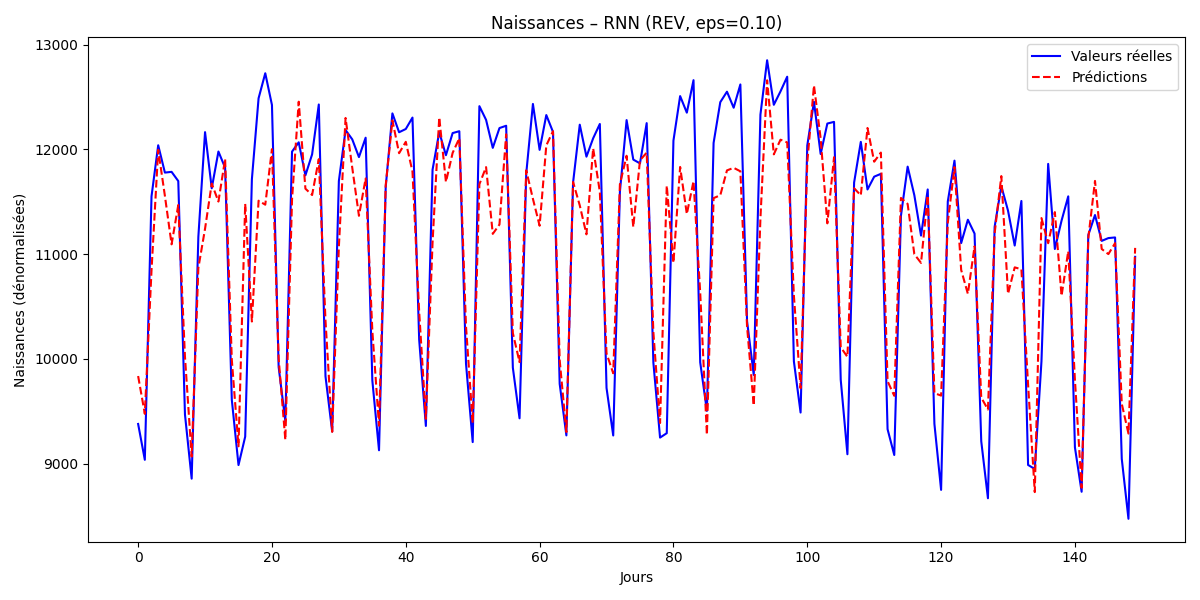 Naissances – RNN (REV, eps=0.10)
Valeurs réelles
Prédictions
Naissances (dénormalisées)
13000
12000
11000
10000
9000
0 20 40 60 80 100 120 140
Jours